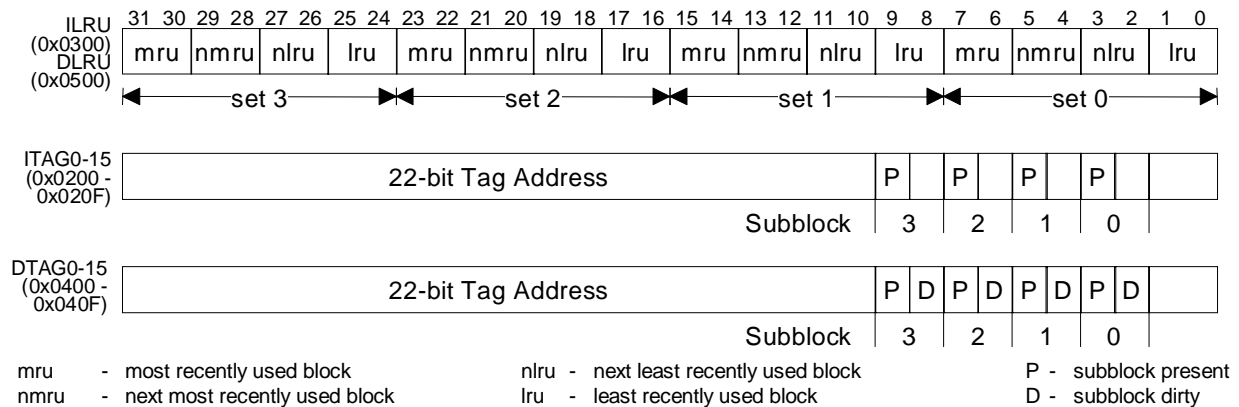 31 30 29 28 27 26 25 24 23 22 21 20 19 18 17 16 15 14 13 12 11 10 9 8 7 6 5 4 3 2 1 0
ILRU
(0x0300)
DLRU
(0x0500)
mru nmru nlru lru mru nmru nlru lru mru nmru nlru lru mru nmru nlru lru
set 3 set 2 set 1 set 0
ITAG0-15
(0x0200 -
0x020F)
22-bit Tag Address P P P P
Subblock 3 2 1 0
DTAG0-15
(0x0400 -
0x040F)
22-bit Tag Address P D P D P D P D
Subblock 3 2 1 0
mru - most recently used block nlru - next least recently used block P - subblock present
nmru - next most recently used block lru - least recently used block D - subblock dirty